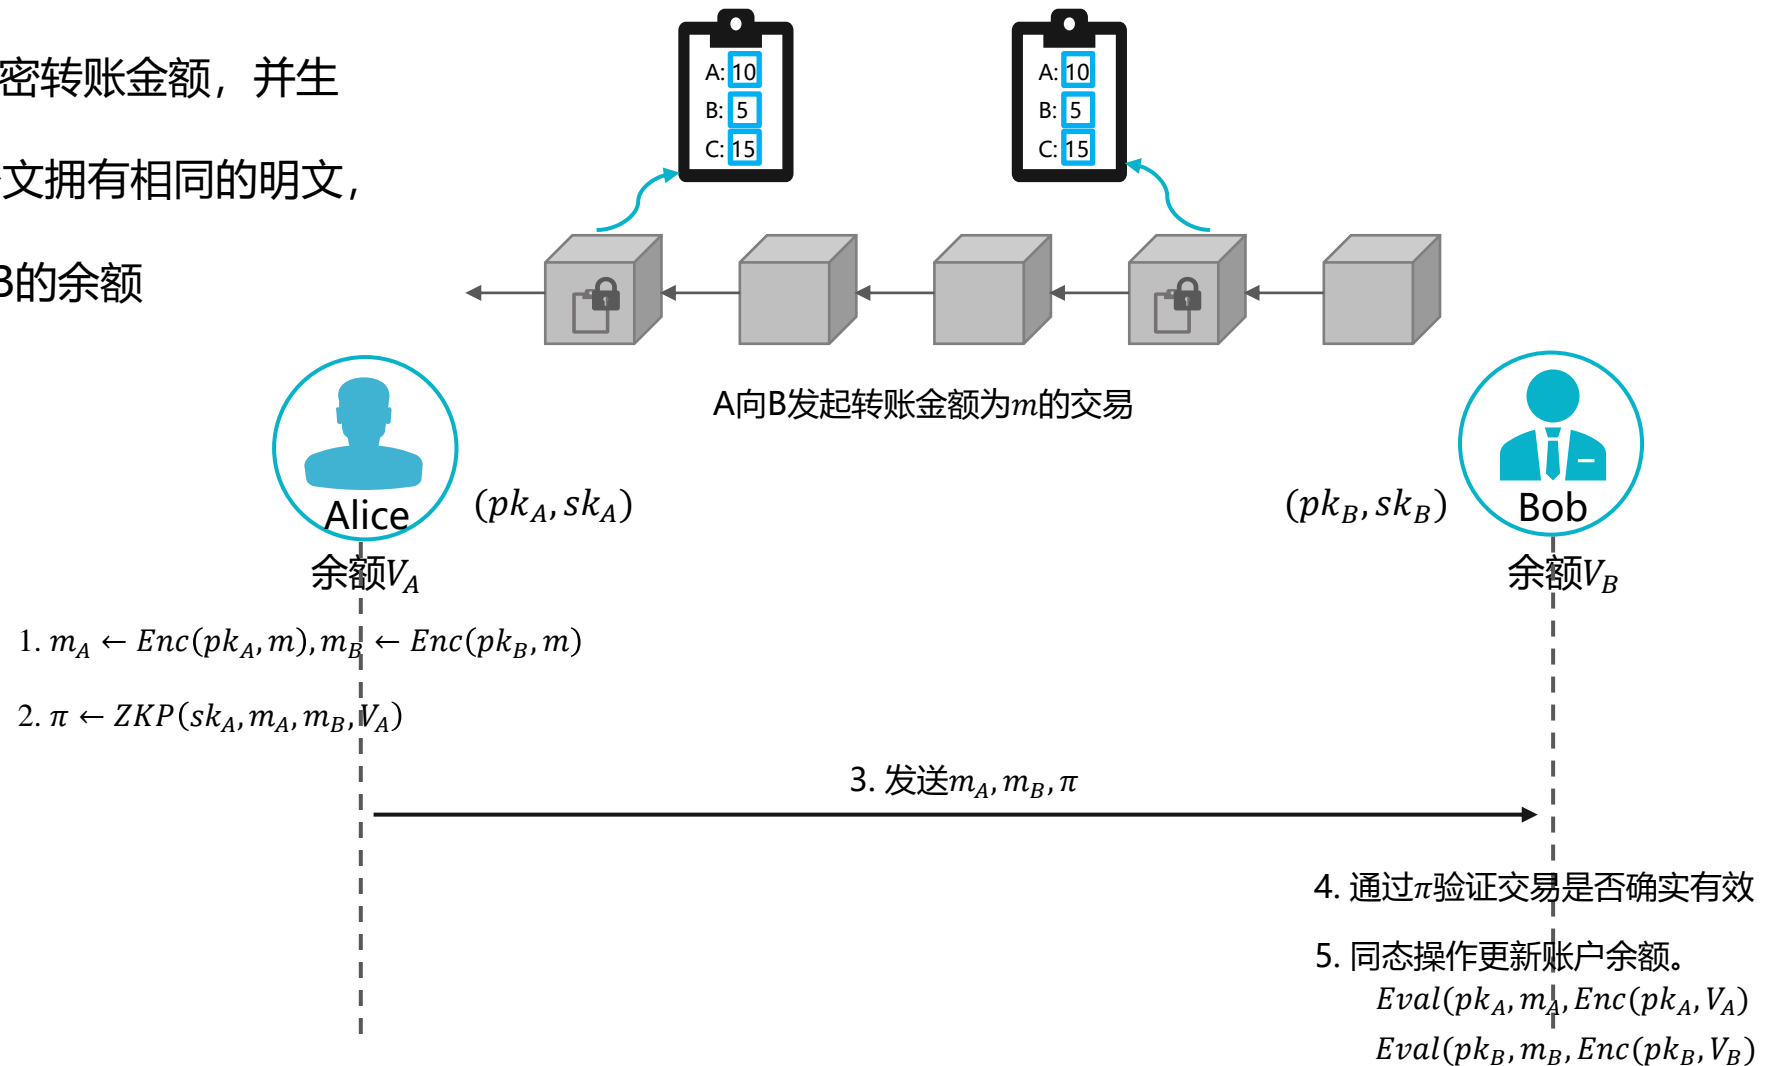 密转账金额，并生
文拥有相同的明文，
B的余额
A: 10
B: 5
C: 15
A: 10
B: 5
C: 15
A向B发起转账金额为m的交易
Alice
(pk_A, sk_A)
(pk_B, sk_B)
Bob
余额V_A
余额V_B
1. m_A ← Enc(pk_A, m), m_B ← Enc(pk_B, m)
2. π ← ZKP(sk_A, m_A, m_B, V_A)
3. 发送m_A, m_B, π
4. 通过π验证交易是否确实有效
5. 同态操作更新账户余额。
Eval(pk_A, m_A, Enc(pk_A, V_A)
Eval(pk_B, m_B, Enc(pk_B, V_B)